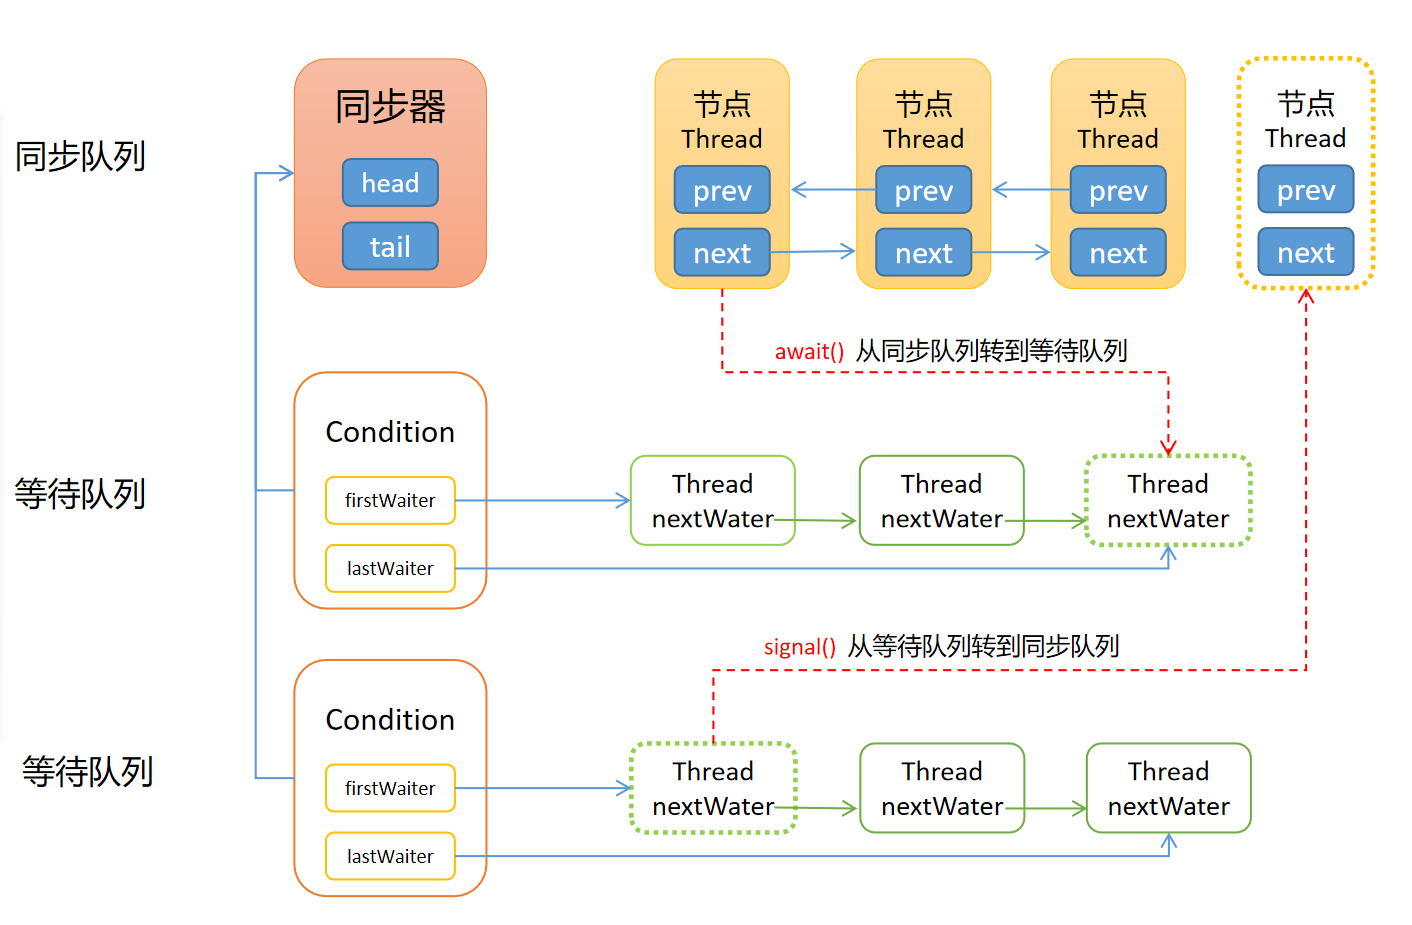 同步队列
同步器
head
tail
节点
Thread
prev
next
节点
Thread
prev
next
节点
Thread
prev
next
节点
Thread
prev
next
await() 从同步队列转到等待队列
等待队列
Condition
firstWaiter
lastWaiter
Thread
nextWater
Thread
nextWater
Thread
nextWater
signal() 从等待队列转到同步队列
等待队列
Condition
firstWaiter
lastWaiter
Thread
nextWater
Thread
nextWater
Thread
nextWater